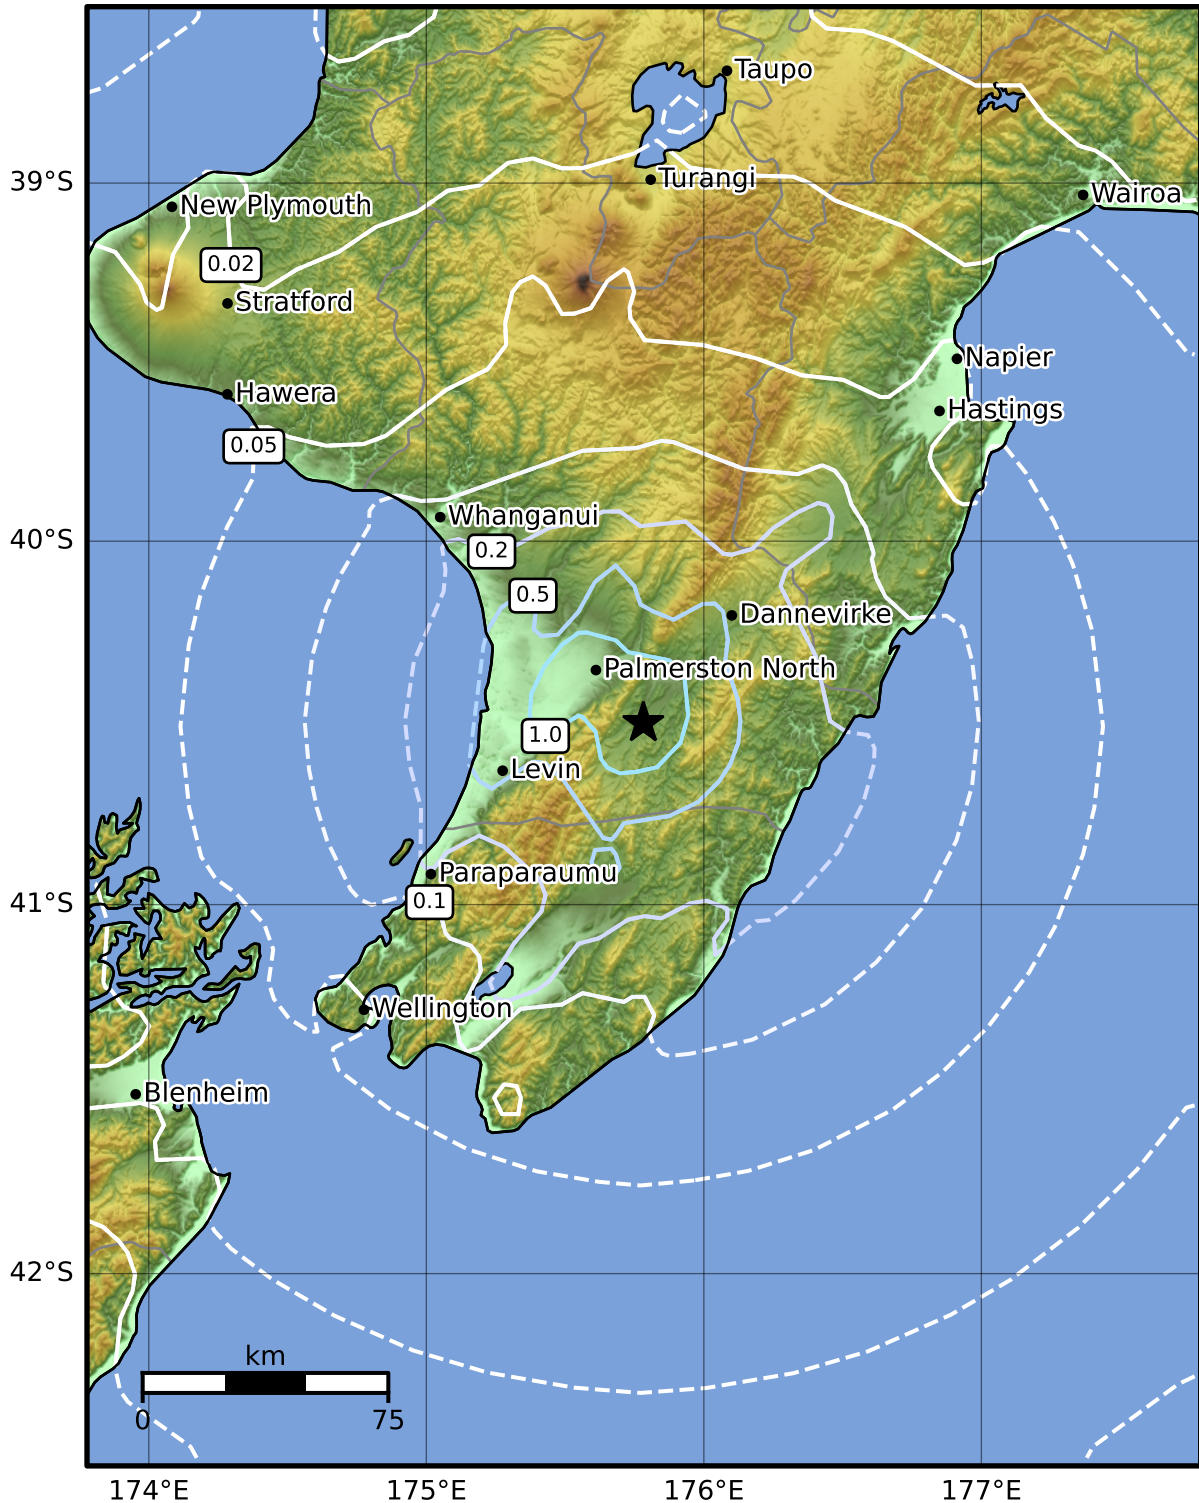 Taupo
39°S
Turangi
Wairoa
New Plymouth
0.02
Stratford
Napier
Hawera
Hastings
0.05
Whanganui
40°S
0.2
0.5
Dannevirke
Palmerston North
1.0
Levin
Paraparaumu
0.1
41°S
Wellington
Blenheim
42°S
km
0 75
174°E 175°E 176°E 177°E